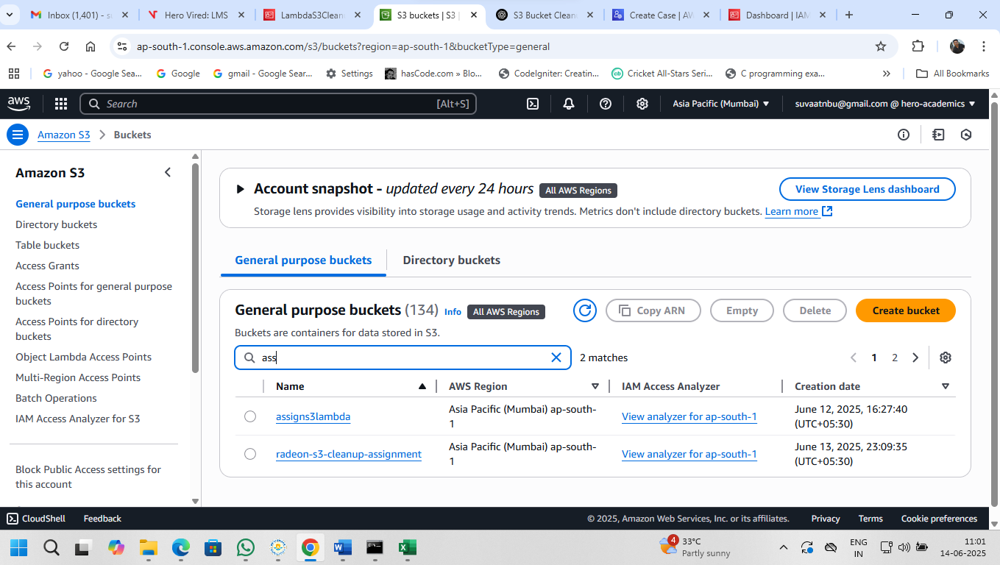 Inbox (1,401) - s
Hero Vired: LMS
LambdaS3Clean
S3 buckets | S3 |
S3 Bucket Clean
Create Case | AW
Dashboard | IAM
ap-south-1.console.aws.amazon.com/s3/buckets?region=ap-south-1&bucketType=general
yahoo - Google Sea...
Google
gmail - Google Sear...
Settings
hasCode.com » Blo...
CodeIgniter: Creatin...
Cricket All-Stars Seri...
C programming exa...
All Bookmarks
aws
Search
[Alt+S]
Asia Pacific (Mumbai)
suvaatnbu@gmail.com @ hero-academics
Amazon S3
Buckets
Amazon S3
General purpose buckets
Directory buckets
Table buckets
Access Grants
Access Points for general purpose
buckets
Access Points for directory
buckets
Object Lambda Access Points
Multi-Region Access Points
Batch Operations
IAM Access Analyzer for S3
Block Public Access settings for
this account
Account snapshot - updated every 24 hours
All AWS Regions
View Storage Lens dashboard
Storage lens provides visibility into storage usage and activity trends. Metrics don't include directory buckets. Learn more
General purpose buckets
Directory buckets
General purpose buckets (134)
Info
All AWS Regions
Copy ARN
Empty
Delete
Create bucket
Buckets are containers for data stored in S3.
ass
2 matches
1
2
Name
AWS Region
IAM Access Analyzer
Creation date
assigns3lambda
Asia Pacific (Mumbai) ap-south-
1
View analyzer for ap-south-1
June 12, 2025, 16:27:40
(UTC+05:30)
radeon-s3-cleanup-assignment
Asia Pacific (Mumbai) ap-south-
1
View analyzer for ap-south-1
June 13, 2025, 23:09:35
(UTC+05:30)
CloudShell
Feedback
© 2025, Amazon Web Services, Inc. or its affiliates.
Privacy
Terms
Cookie preferences
4
33°C
Partly sunny
ENG
IN
11:01
14-06-2025